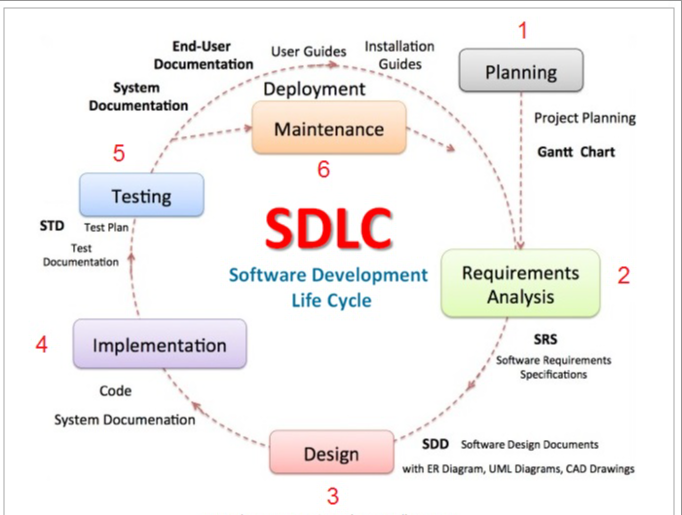 1
End-User
Documentation
User Guides
Installation
Guides
Planning
System
Documentation
Deployment
Maintenance
6
Project Planning
Gantt Chart
5
Testing
STD Test Plan
Test
Documentation
SDLC
Software Development
Life Cycle
Requirements
Analysis
2
SRS
Software Requirements
Specifications
4
Implementation
Code
System Documenation
Design
3
SDD Software Design Documents
with ER Diagram, UML Diagrams, CAD Drawings